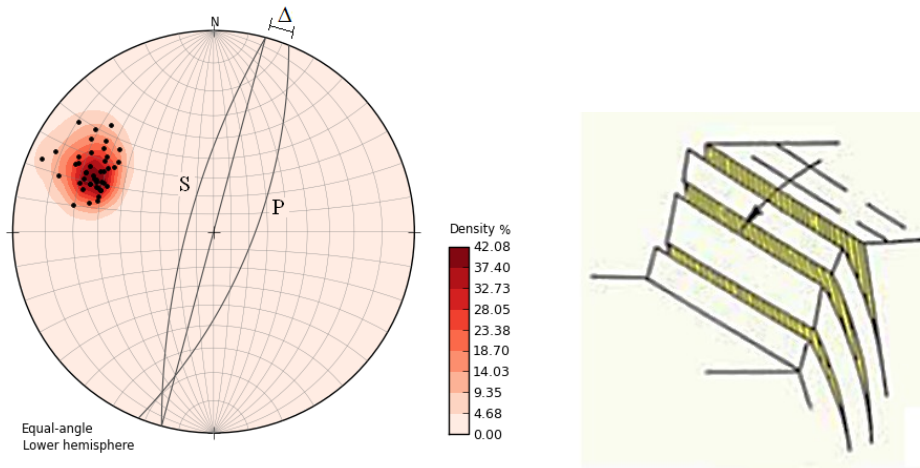 Δ
N
S
P
Density %
42.08
37.40
32.73
28.05
23.38
18.70
14.03
9.35
4.68
0.00
Equal-angle
Lower hemisphere